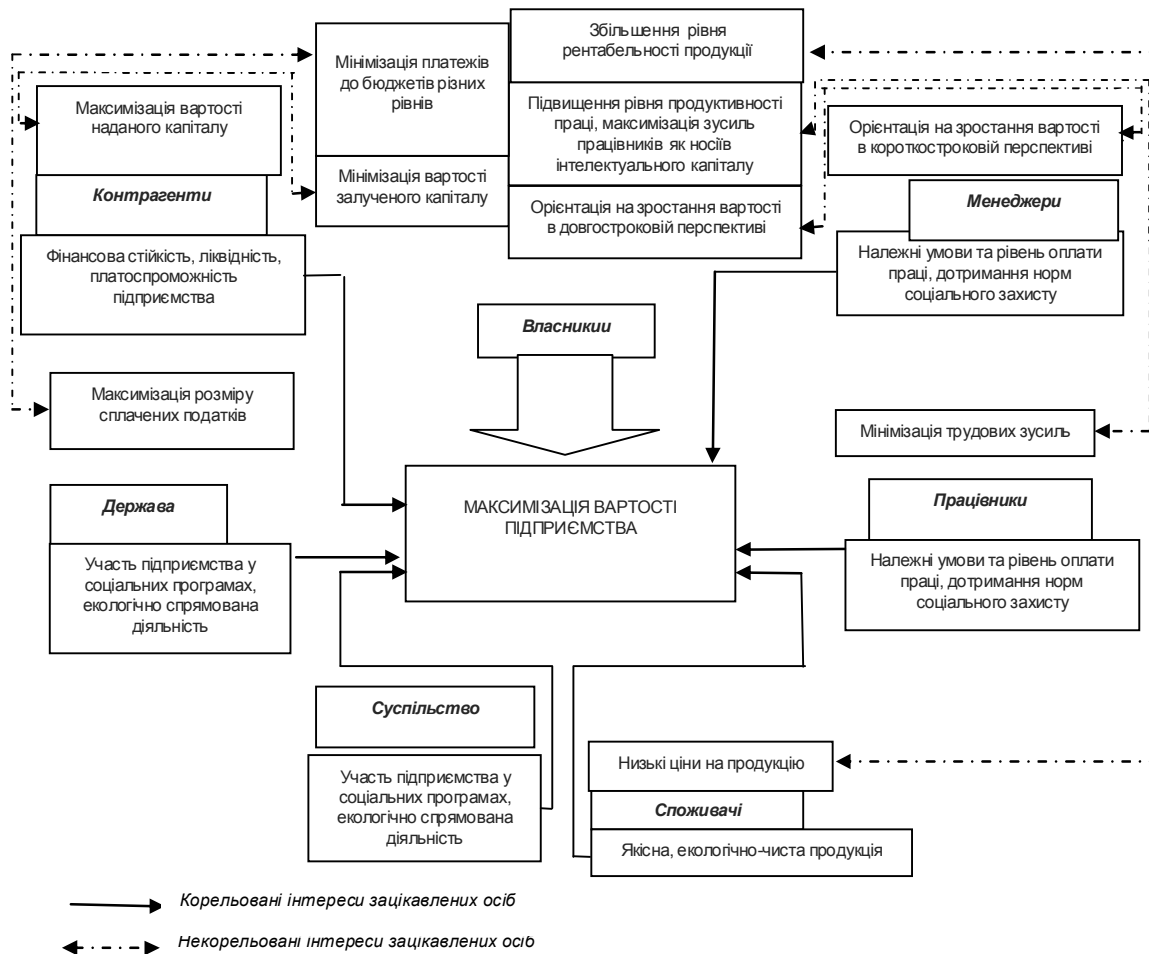 Збільшення рівня
рентабельності продукції
Мінімізація платежів
до бюджетів різних
рівнів
Максимізація вартості
наданого капіталу
Підвищення рівня продуктивності
праці, максимізація зусиль
працівників як носіїв
інтелектуального капіталу
Орієнтація на зростання вартості
в короткостроковій перспективі
Мінімізація вартості
залученого капіталу
Контрагенти
Орієнтація на зростання вартості
в довгостроковій перспективі
Менеджери
Фінансова стійкість, ліквідність,
платоспроможність
підприємства
Належні умови та рівень оплати
праці, дотримання норм
соціального захисту
Власникии
Максимізація розміру
сплачених податків
Мінімізація трудових зусиль
МАКСИМІЗАЦІЯ ВАРТОСТІ
ПІДПРИЄМСТВА
Держава
Працівники
Участь підприємства у
соціальних програмах,
екологічно спрямована
діяльність
Належні умови та рівень оплати
праці, дотримання норм
соціального захисту
Суспільство
Участь підприємства у
соціальних програмах,
екологічно спрямована
діяльність
Низькі ціни на продукцію
Споживачі
Якісна, екологічно-чиста продукція
Корельовані інтереси зацікавлених осіб
Некорельовані інтереси зацікавлених осіб